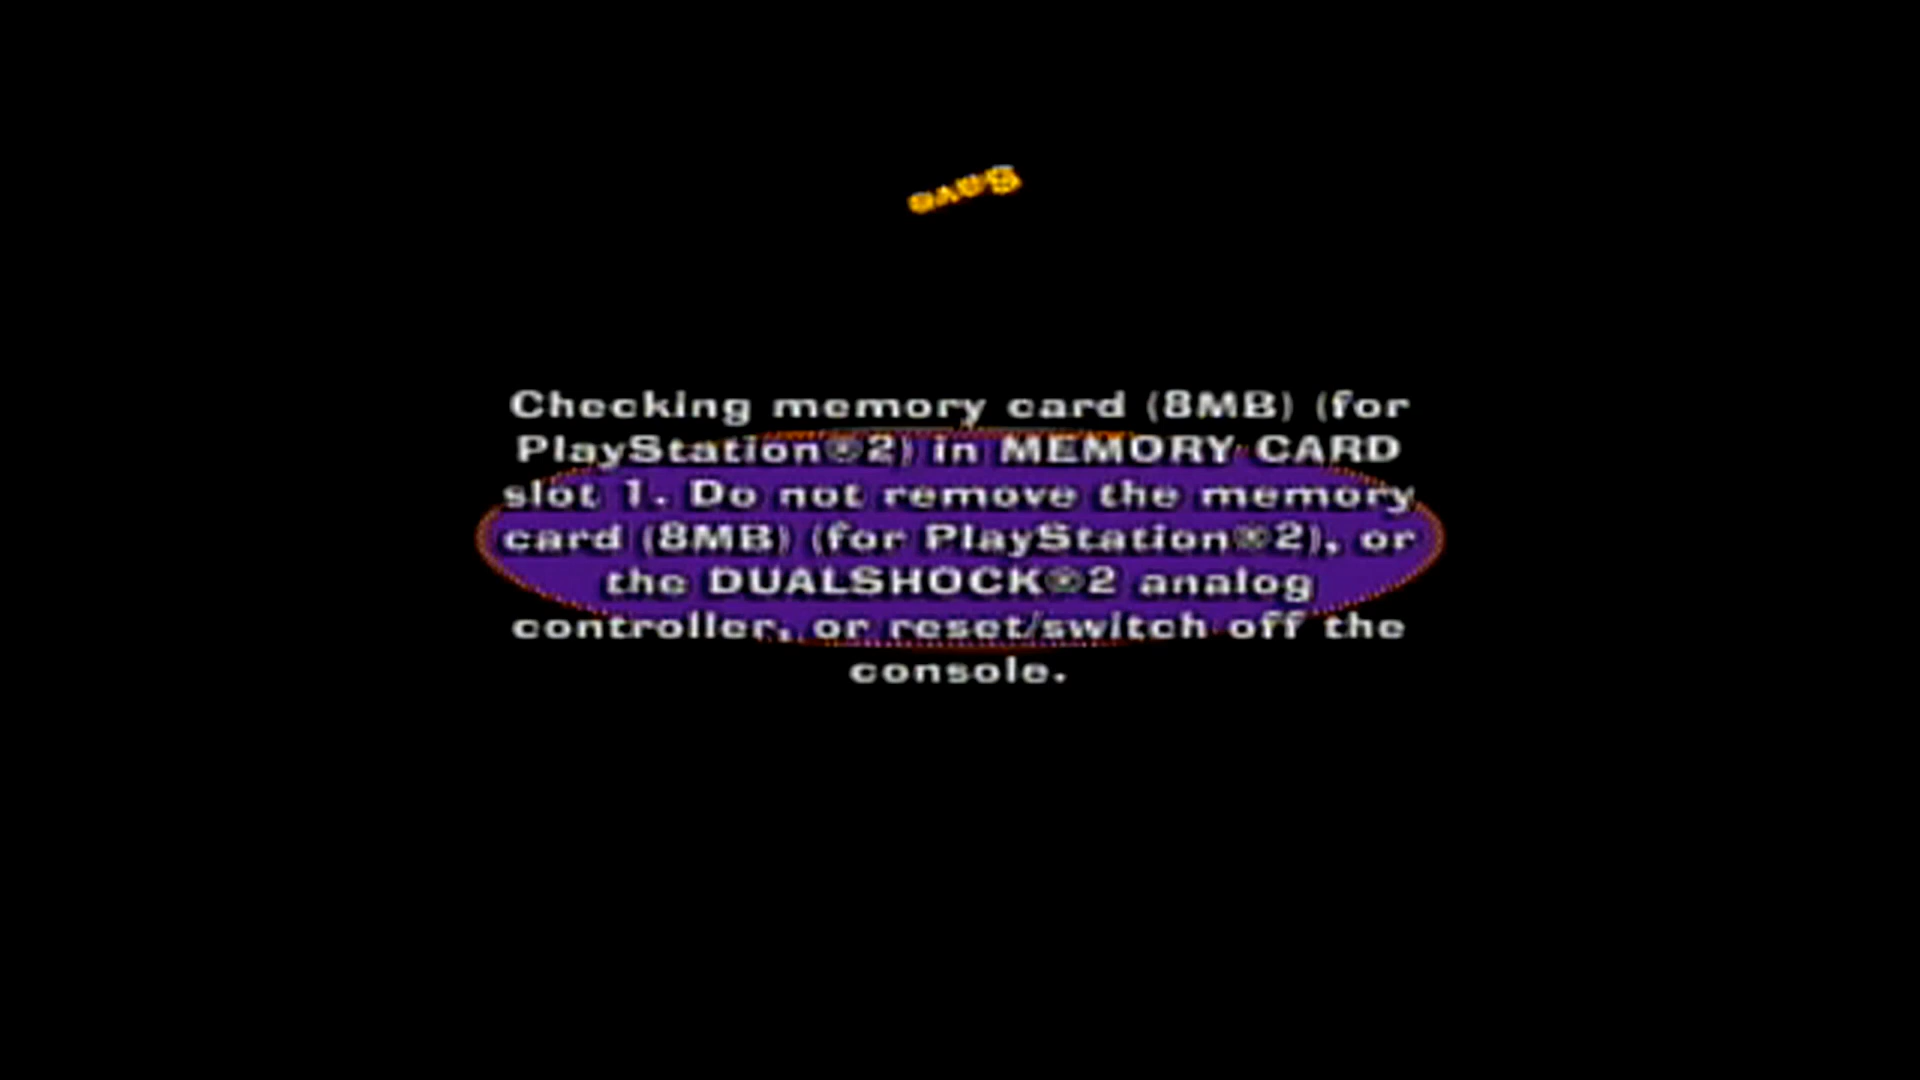 Checking memory card (8MB) (for
PlayStation®2) in MEMORY CARD
slot 1. Do not remove the memory
card (8MB) (for PlayStation®2), or
the DUALSHOCK®2 analog
controller, or reset/switch off the
console.